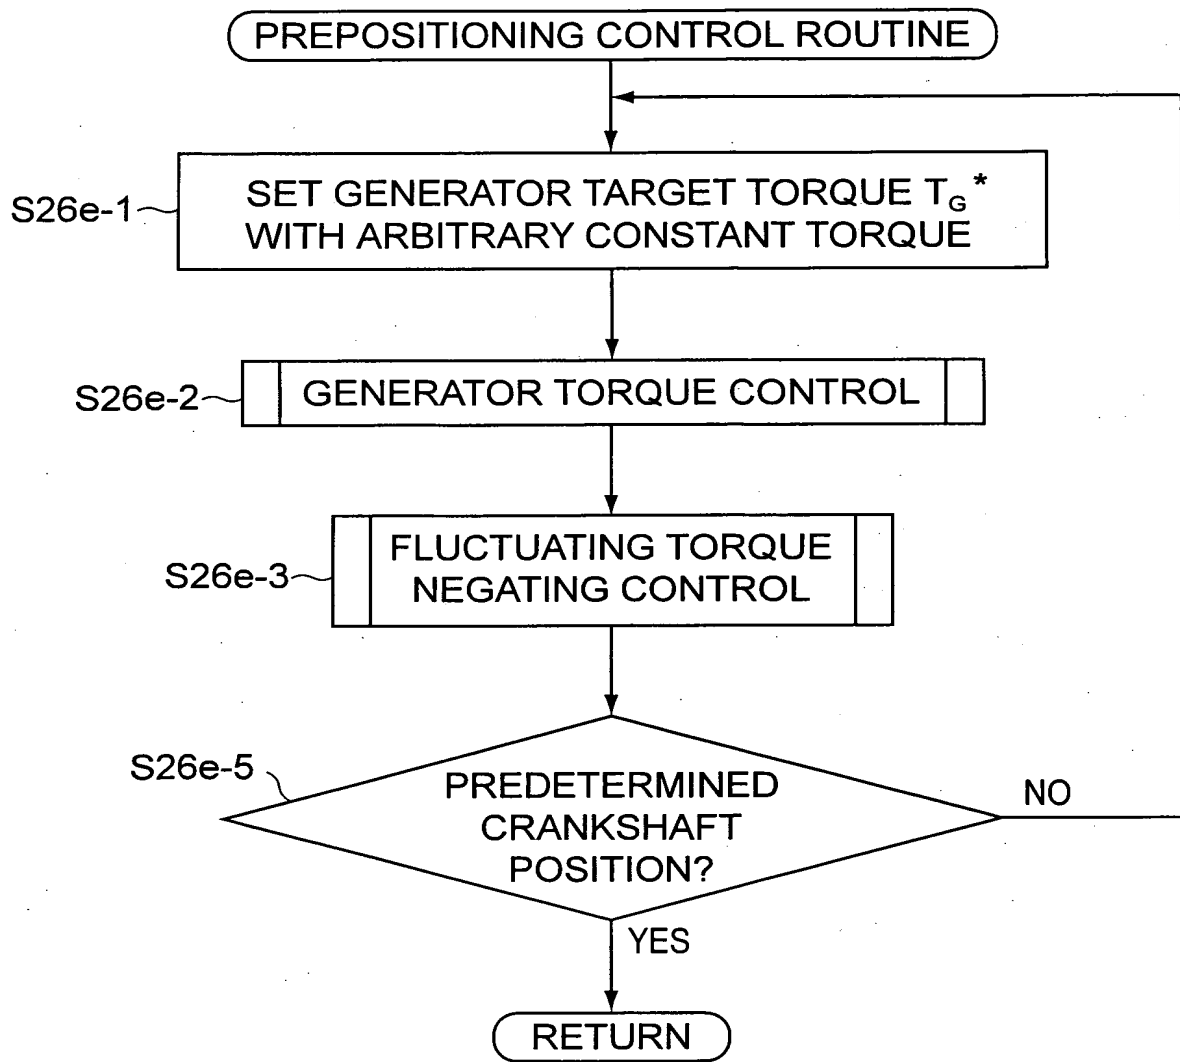 PREPOSITIONING CONTROL ROUTINE
S26e-1
SET GENERATOR TARGET TORQUE T_G*
WITH ARBITRARY CONSTANT TORQUE
S26e-2
GENERATOR TORQUE CONTROL
S26e-3
FLUCTUATING TORQUE
NEGATING CONTROL
S26e-5
PREDETERMINED
CRANKSHAFT
POSITION?
NO
YES
RETURN